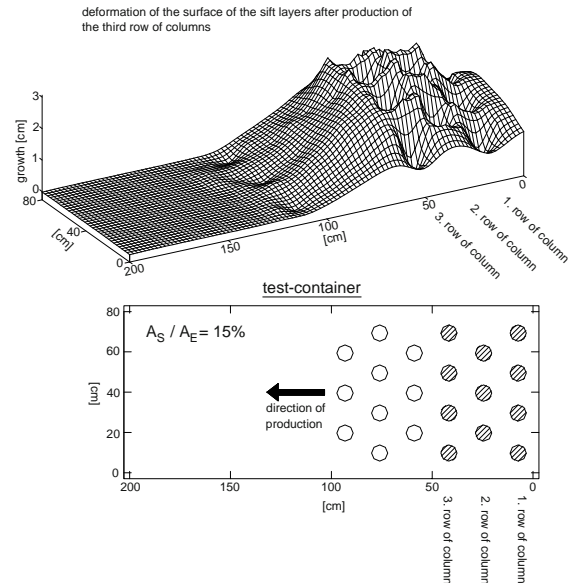 deformation of the surface of the sift layers after production of
the third row of columns
growth [cm]
3
2
1
0
80
40
0
[cm]
200
150
100
50
0
[cm]
1. row of column
2. row of column
3. row of column
test-container
80
60
40
20
0
[cm]
A_S / A_E = 15%
direction of
production
200
150
100
50
0
[cm]
3. row of column
2. row of column
1. row of column